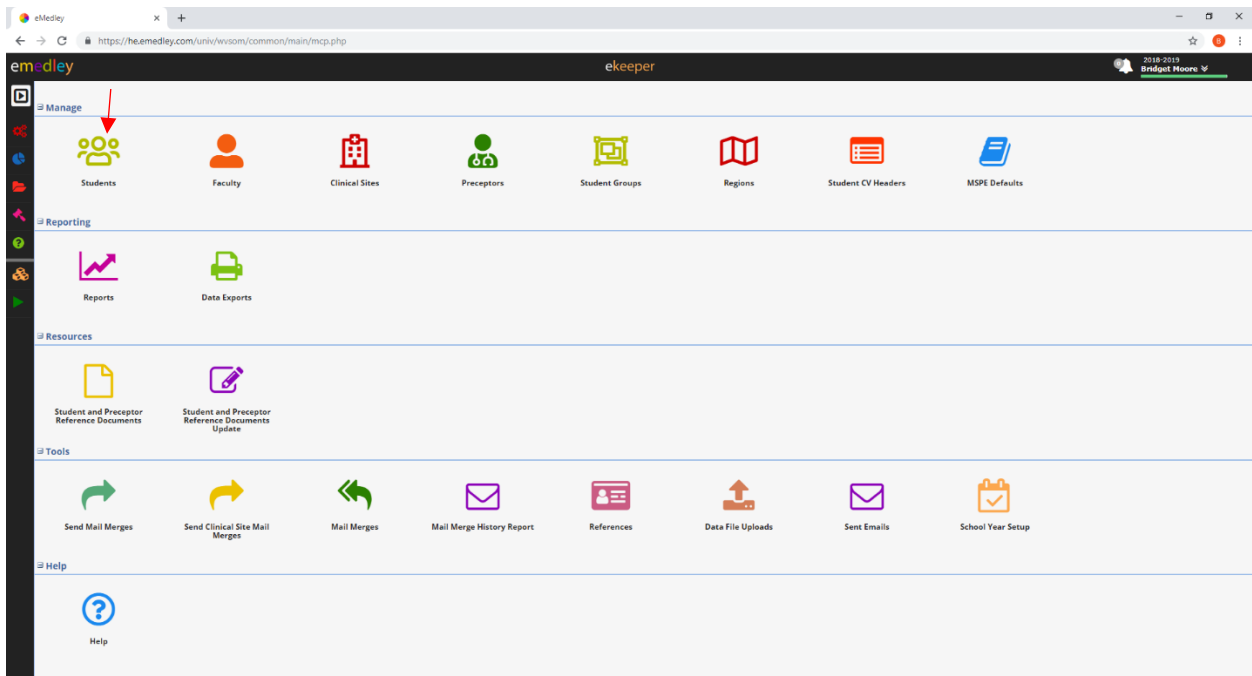 eMedley
https://he.emedley.com/univ/wvsom/common/main/mcp.php
8
emedley
ekeeper
0
2018-2019
Bridget Moore
Manage
Students
Faculty
Clinical Sites
Preceptors
Student Groups
Regions
Student CV Headers
MSPE Defaults
Reporting
Reports
Data Exports
Resources
Student and Preceptor
Reference Documents
Student and Preceptor
Reference Documents
Update
Tools
Send Mail Merges
Send Clinical Site Mail
Merges
Mail Merges
Mail Merge History Report
References
Data File Uploads
Sent Emails
School Year Setup
Help
Help